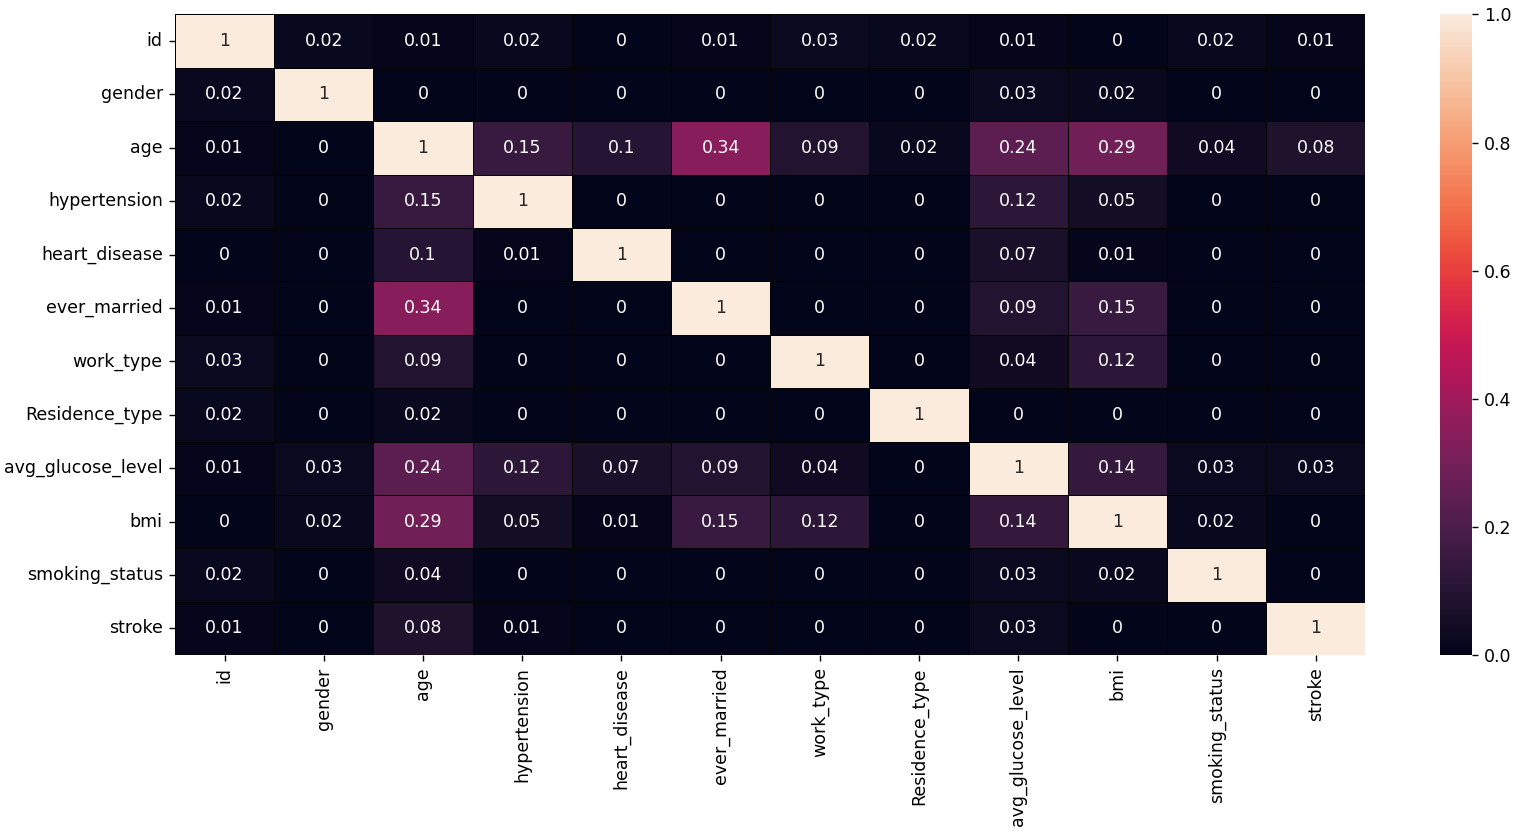 id 1 0.02 0.01 0.02 0 0.01 0.03 0.02 0.01 0 0.02 0.01
gender 0.02 1 0 0 0 0 0 0 0.03 0.02 0 0
age 0.01 0 1 0.15 0.1 0.34 0.09 0.02 0.24 0.29 0.04 0.08
hypertension 0.02 0 0.15 1 0 0 0 0 0.12 0.05 0 0
heart_disease 0 0 0.1 0.01 1 0 0 0 0.07 0.01 0 0
ever_married 0.01 0 0.34 0 0 1 0 0 0.09 0.15 0 0
work_type 0.03 0 0.09 0 0 0 1 0 0.04 0.12 0 0
Residence_type 0.02 0 0.02 0 0 0 0 1 0 0 0 0
avg_glucose_level 0.01 0.03 0.24 0.12 0.07 0.09 0.04 0 1 0.14 0.03 0.03
bmi 0 0.02 0.29 0.05 0.01 0.15 0.12 0 0.14 1 0.02 0
smoking_status 0.02 0 0.04 0 0 0 0 0 0.03 0.02 1 0
stroke 0.01 0 0.08 0.01 0 0 0 0 0.03 0 0 1
id
gender
age
hypertension
heart_disease
ever_married
work_type
Residence_type
avg_glucose_level
bmi
smoking_status
stroke
1.0
0.8
0.6
0.4
0.2
0.0